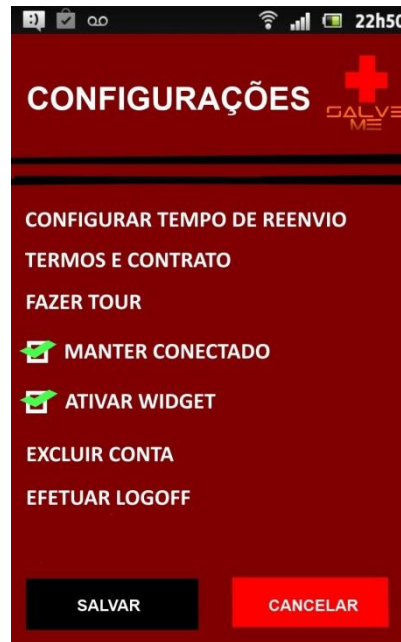 22h50
CONFIGURAÇÕES
SALVE
ME
CONFIGURAR TEMPO DE REENVIO
TERMOS E CONTRATO
FAZER TOUR
MANTER CONECTADO
ATIVAR WIDGET
EXCLUIR CONTA
EFETUAR LOGOFF
SALVAR
CANCELAR